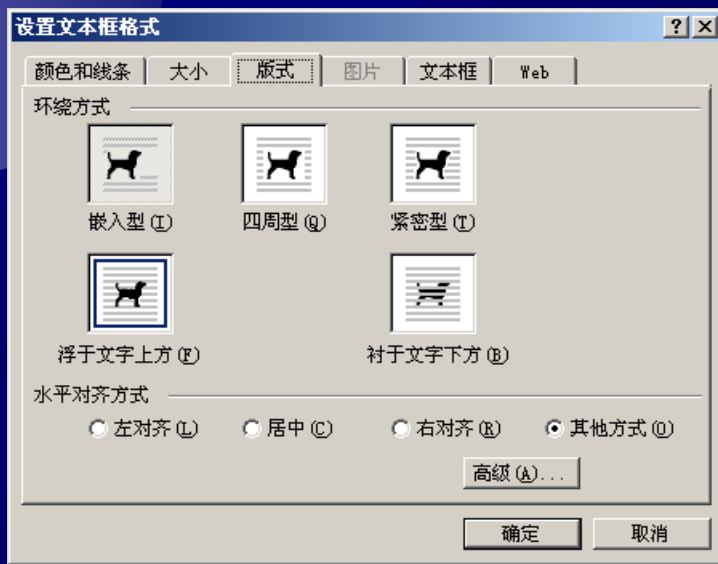 设置文本框格式
颜色和线条 大小 版式 图片 文本框 Web
环绕方式
嵌入型(I) 四周型(Q) 紧密型(T)
浮于文字上方(F) 衬于文字下方(B)
水平对齐方式
左对齐(L) 居中(C) 右对齐(R) 其他方式(O)
高级(A)...
确定 取消